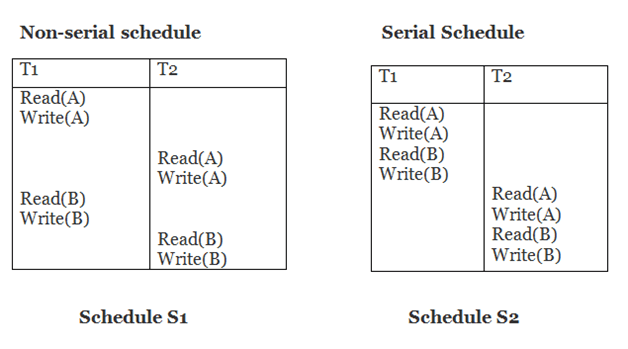 Non-serial schedule
T1 T2
Read(A)
Write(A)
Read(A)
Write(A)
Read(B)
Write(B)
Read(B)
Write(B)
Schedule S1
Serial Schedule
T1 T2
Read(A)
Write(A)
Read(B)
Write(B)
Read(A)
Write(A)
Read(B)
Write(B)
Schedule S2